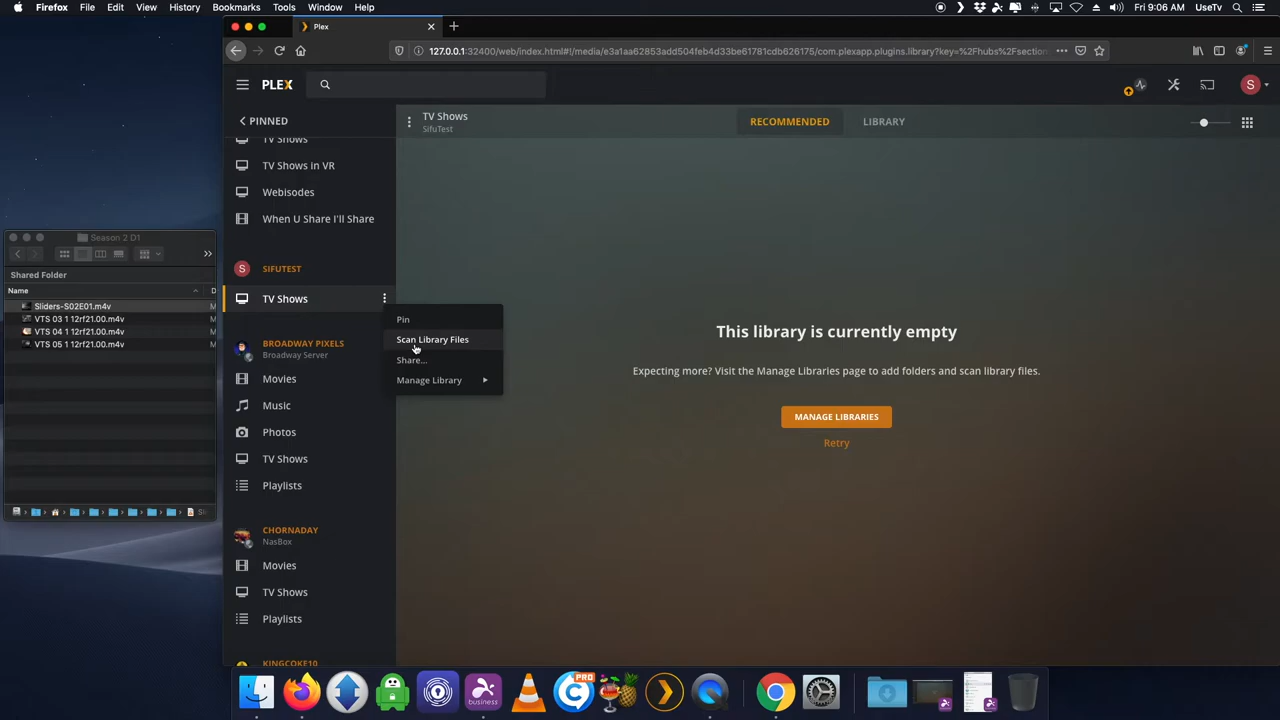 Firefox File Edit View History Bookmarks Tools Window Help
Fri 9:06 AM UseTv
Plex
127.0.0.1:32400/web/index.html#!/media/e3a1aa62853add504feb4d33be61781cdb626175/com.plexapp.plugins.library?key=%2Fhubs%2Fsection
PLEX
S
PINNED
TV Shows
TV Shows in VR
Webisodes
When U Share I'll Share
S SIFUTEST
TV Shows
BROADWAY PIXELS
Broadway Server
Movies
Music
Photos
TV Shows
Playlists
CHORNADAY
NasBox
Movies
TV Shows
Playlists
KINGCOKE10
Pin
Scan Library Files
Share...
Manage Library
TV Shows
SifuTest
RECOMMENDED LIBRARY
This library is currently empty
Expecting more? Visit the Manage Libraries page to add folders and scan library files.
MANAGE LIBRARIES
Retry
Season 2 D1
Shared Folder
Name D
Sliders-S02E01.m4v M
VTS 03 1 12rf21.00.m4v M
VTS 04 1 12rf21.00.m4v M
VTS 05 1 12rf21.00.m4v M
Sli
business
PRO